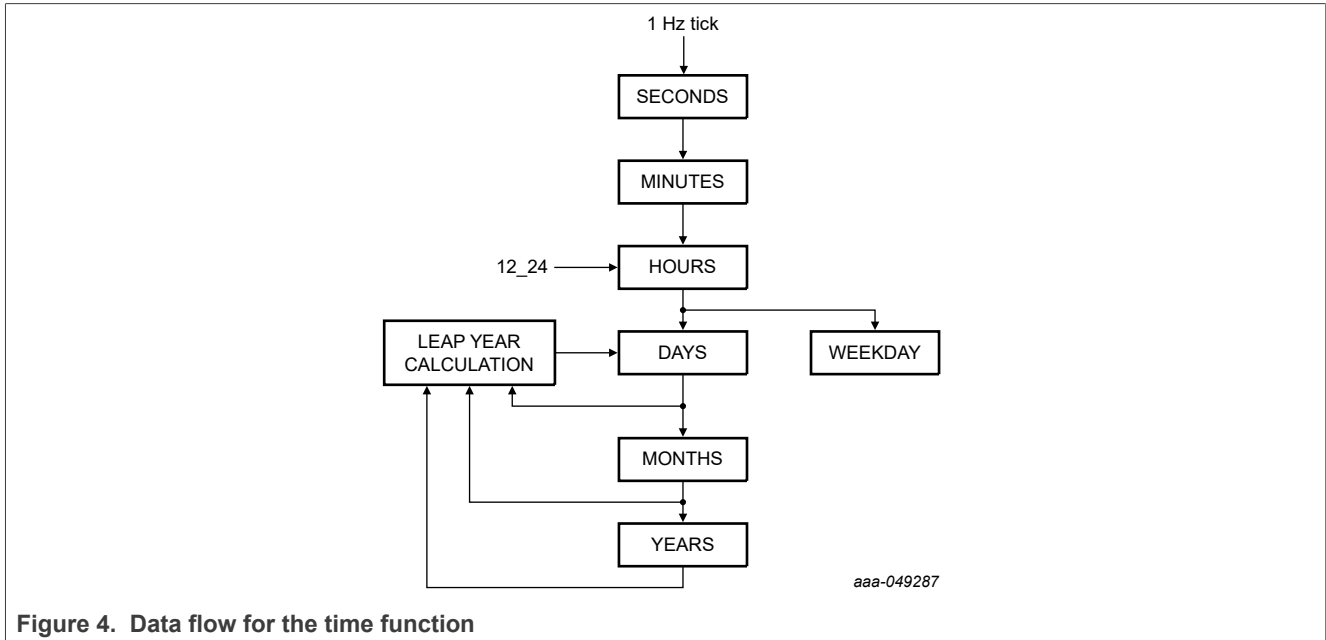 1 Hz tick
SECONDS
MINUTES
12_24
HOURS
LEAP YEAR
CALCULATION
DAYS
WEEKDAY
MONTHS
YEARS
aaa-049287
Figure 4. Data flow for the time function